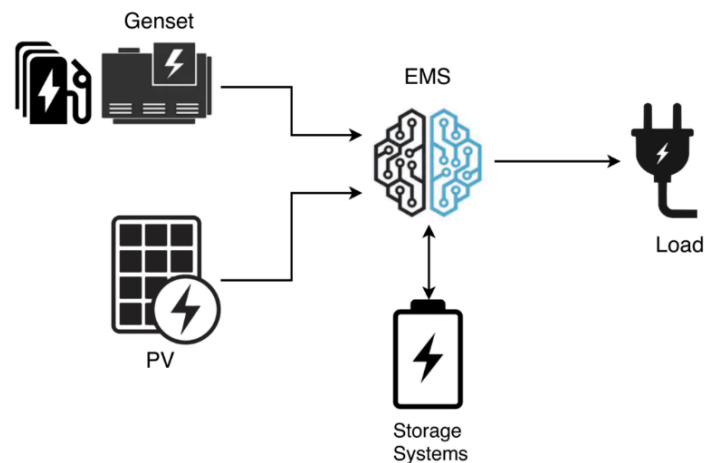 Genset
EMS
Load
PV
Storage
Systems